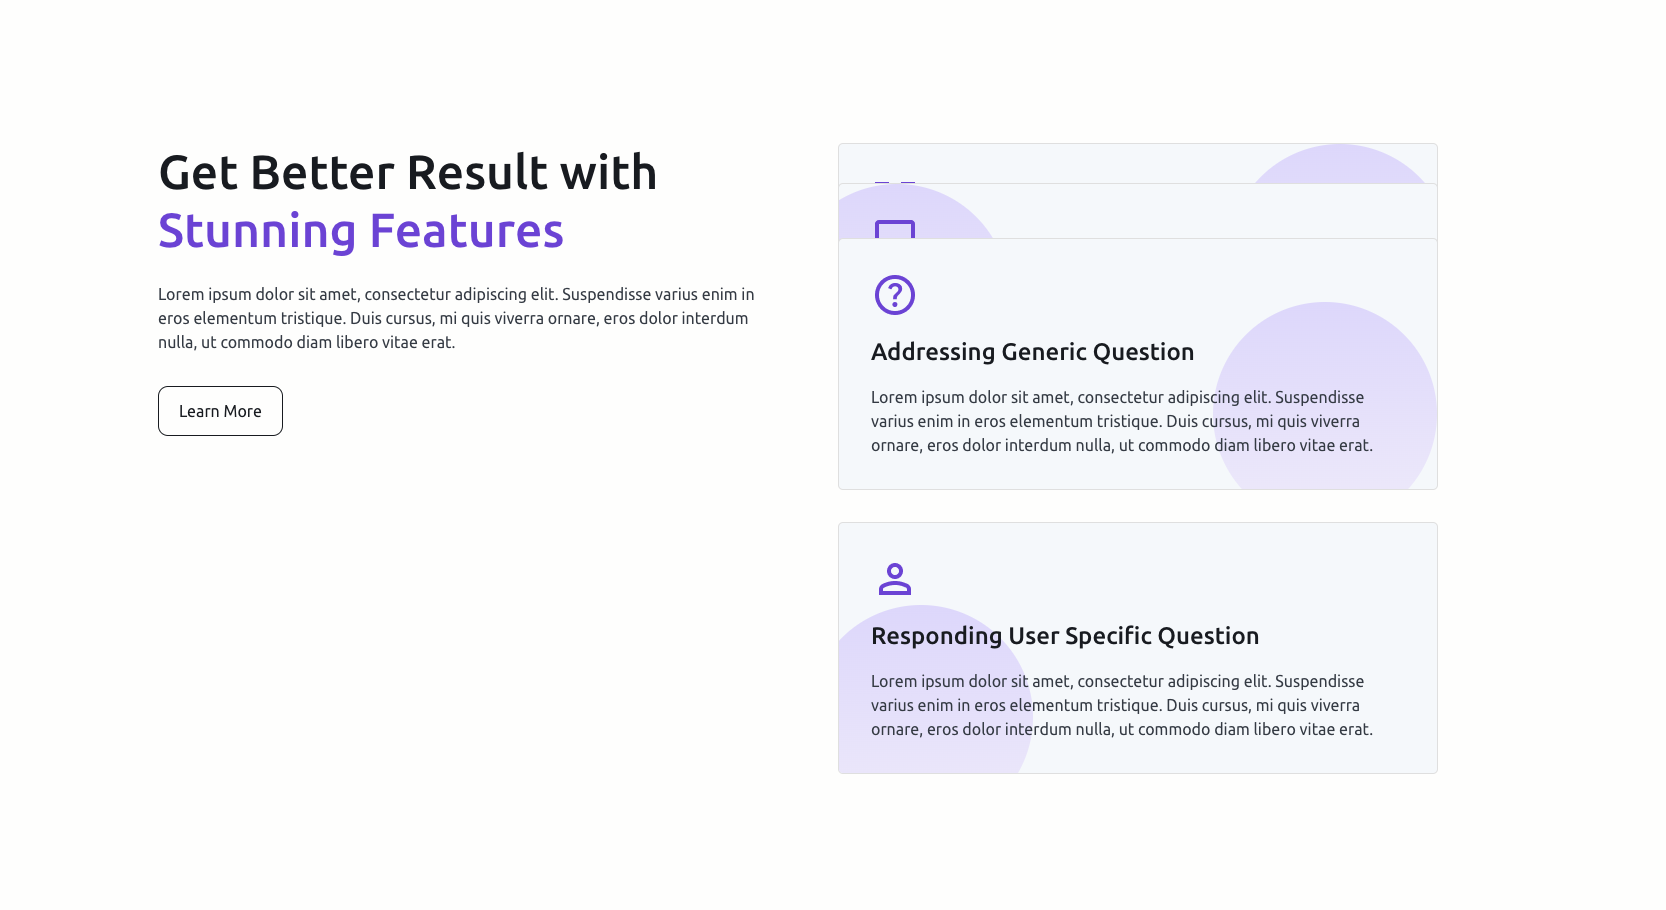 Get Better Result with
Stunning Features
Lorem ipsum dolor sit amet, consectetur adipiscing elit. Suspendisse varius enim in
eros elementum tristique. Duis cursus, mi quis viverra ornare, eros dolor interdum
nulla, ut commodo diam libero vitae erat.
Learn More
Addressing Generic Question
Lorem ipsum dolor sit amet, consectetur adipiscing elit. Suspendisse
varius enim in eros elementum tristique. Duis cursus, mi quis viverra
ornare, eros dolor interdum nulla, ut commodo diam libero vitae erat.
Responding User Specific Question
Lorem ipsum dolor sit amet, consectetur adipiscing elit. Suspendisse
varius enim in eros elementum tristique. Duis cursus, mi quis viverra
ornare, eros dolor interdum nulla, ut commodo diam libero vitae erat.